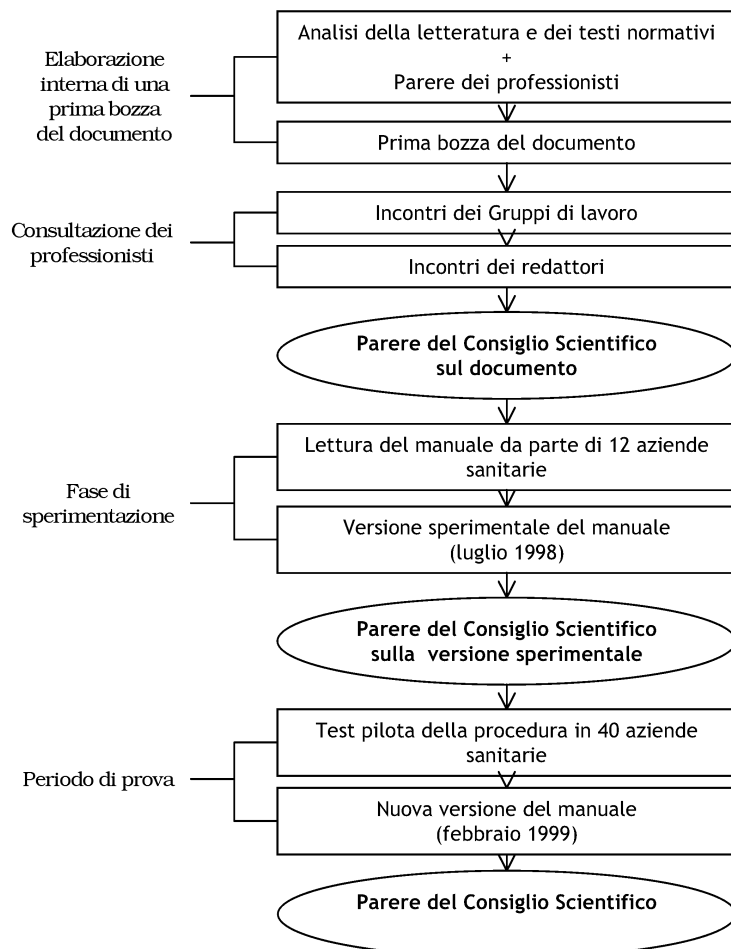 Elaborazione
interna di una
prima bozza
del documento
Analisi della letteratura e dei testi normativi
+
Parere dei professionisti
Prima bozza del documento
Consultazione dei
professionisti
Incontri dei Gruppi di lavoro
Incontri dei redattori
Parere del Consiglio Scientifico
sul documento
Fase di
sperimentazione
Lettura del manuale da parte di 12 aziende
sanitarie
Versione sperimentale del manuale
(luglio 1998)
Parere del Consiglio Scientifico
sulla versione sperimentale
Periodo di prova
Test pilota della procedura in 40 aziende
sanitarie
Nuova versione del manuale
(febbraio 1999)
Parere del Consiglio Scientifico